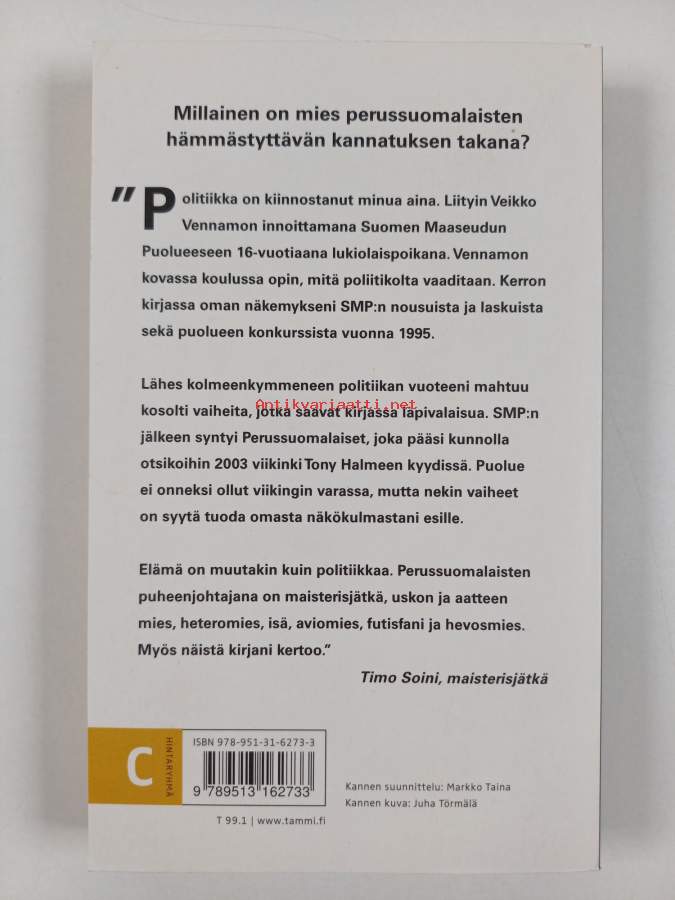 Millainen on mies perussuomalaisten
hämmästyttävän kannatuksen takana?
"Politiikka on kiinnostanut minua aina. Liityin Veikko
Vennamon innoittamana Suomen Maaseudun
Puolueeseen 16-vuotiaana lukiolaispoikana. Vennamon
kovassa koulussa opin, mitä poliitikolta vaaditaan. Kerron
kirjassa oman näkemykseni SMP:n nousuista ja laskuista
sekä puolueen konkurssista vuonna 1995.
Lähes kolmeenkymmeneen politiikan vuoteeni mahtuu
kosolti vaiheita, jotka saavat kirjassa läpivalaisua. SMP:n
Antikvariaatti.net
jälkeen syntyi Perussuomalaiset, joka pääsi kunnolla
otsikoihin 2003 viikinki Tony Halmeen kyydissä. Puolue
ei onneksi ollut viikingin varassa, mutta nekin vaiheet
on syytä tuoda omasta näkökulmastani esille.
Elämä on muutakin kuin politiikkaa. Perussuomalaisten
puheenjohtajana on maisterisjätkä, uskon ja aatteen
mies, heteromies, isä, aviomies, futisfani ja hevosmies.
Myös näistä kirjani kertoo."
Timo Soini, maisterisjätkä
C
HINTARYHMÄ
ISBN 978-951-31-6273-3
9 789513 162733
T 99.1 | www.tammi.fi
Kannen suunnittelu: Markko Taina
Kannen kuva: Juha Törmälä